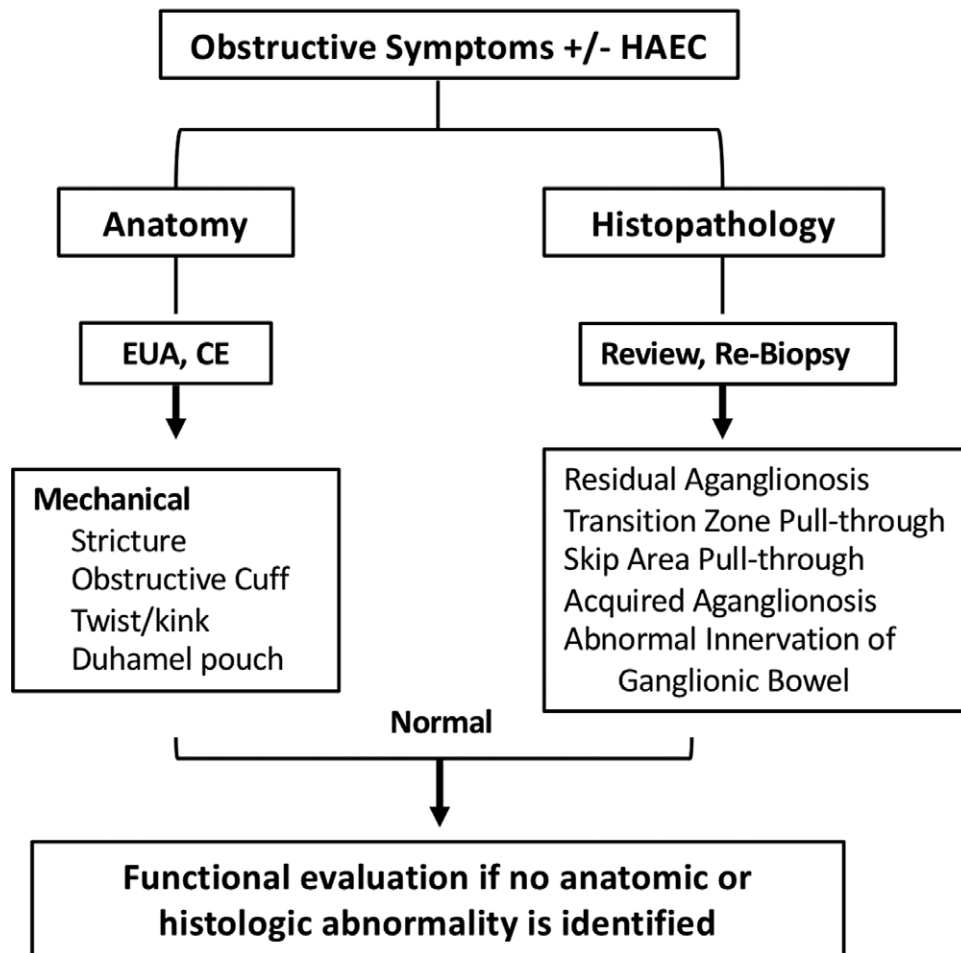 Obstructive Symptoms +/- HAEC
Anatomy
Histopathology
EUA, CE
Review, Re-Biopsy
Mechanical
Stricture
Obstructive Cuff
Twist/kink
Duhamel pouch
Residual Aganglionosis
Transition Zone Pull-through
Skip Area Pull-through
Acquired Aganglionosis
Abnormal Innervation of
Ganglionic Bowel
Normal
Functional evaluation if no anatomic or
histologic abnormality is identified